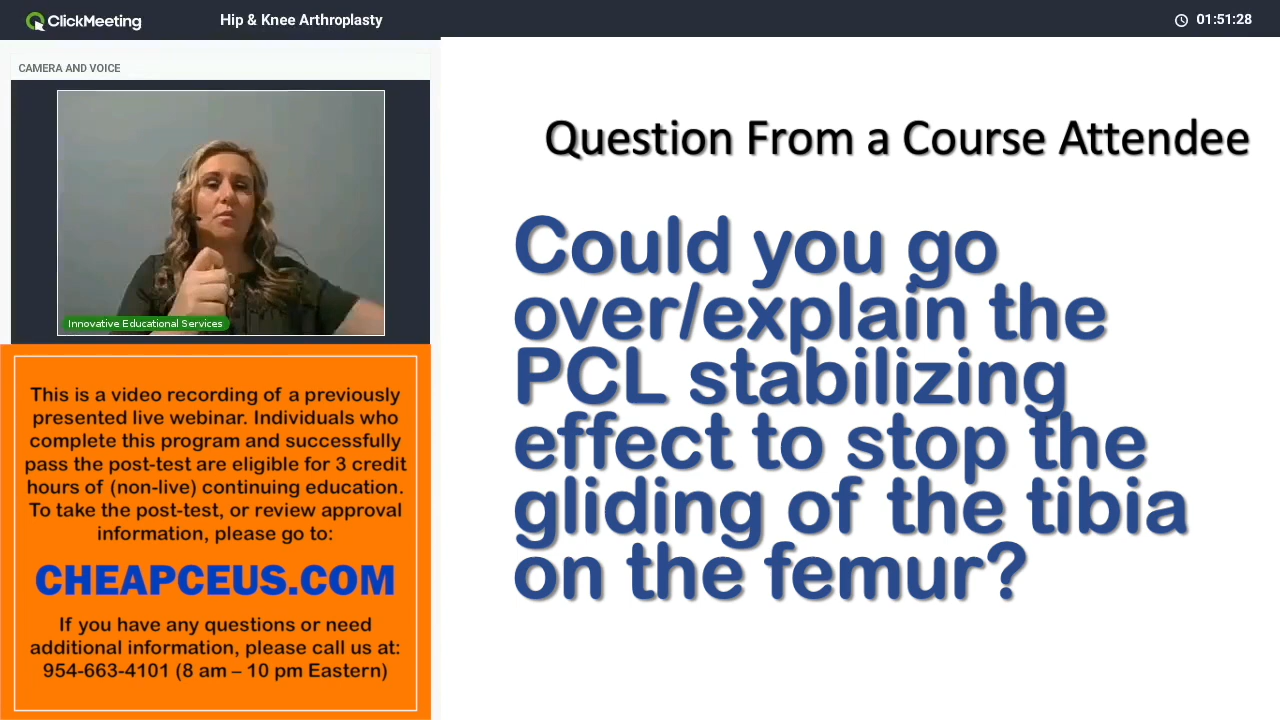 ClickMeeting
Hip & Knee Arthroplasty
01:51:28
CAMERA AND VOICE
Innovative Educational Services
This is a video recording of a previously
presented live webinar. Individuals who
complete this program and successfully
pass the post-test are eligible for 3 credit
hours of (non-live) continuing education.
To take the post-test, or review approval
information, please go to:
CHEAPCEUS.COM
If you have any questions or need
additional information, please call us at:
954-663-4101 (8 am – 10 pm Eastern)
Question From a Course Attendee
Could you go
over/explain the
PCL stabilizing
effect to stop the
gliding of the tibia
on the femur?